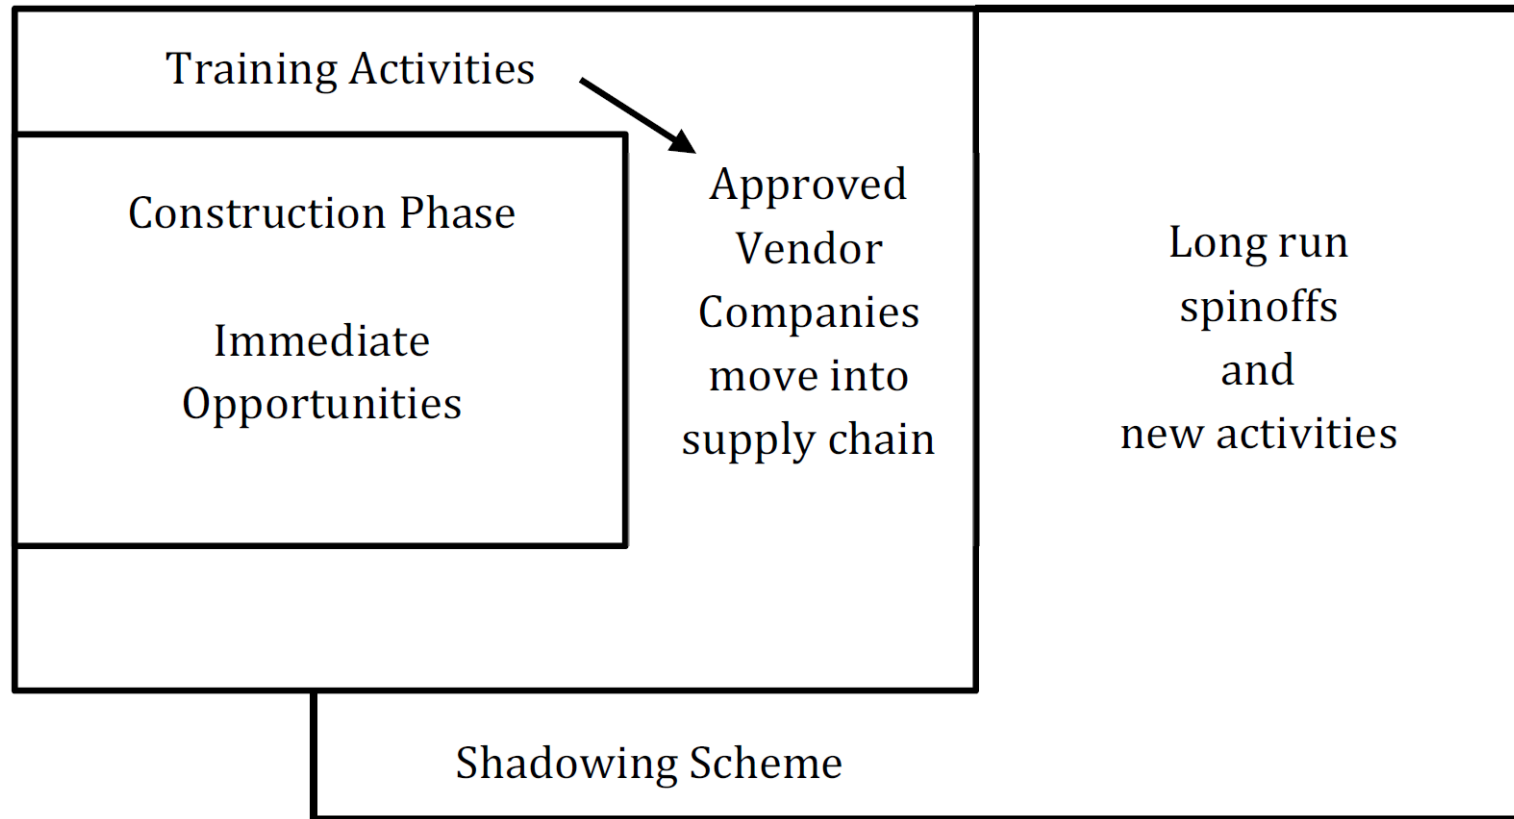 Training Activities
Construction Phase
Immediate
Opportunities
Approved
Vendor
Companies
move into
supply chain
Long run
spinoffs
and
new activities
Shadowing Scheme